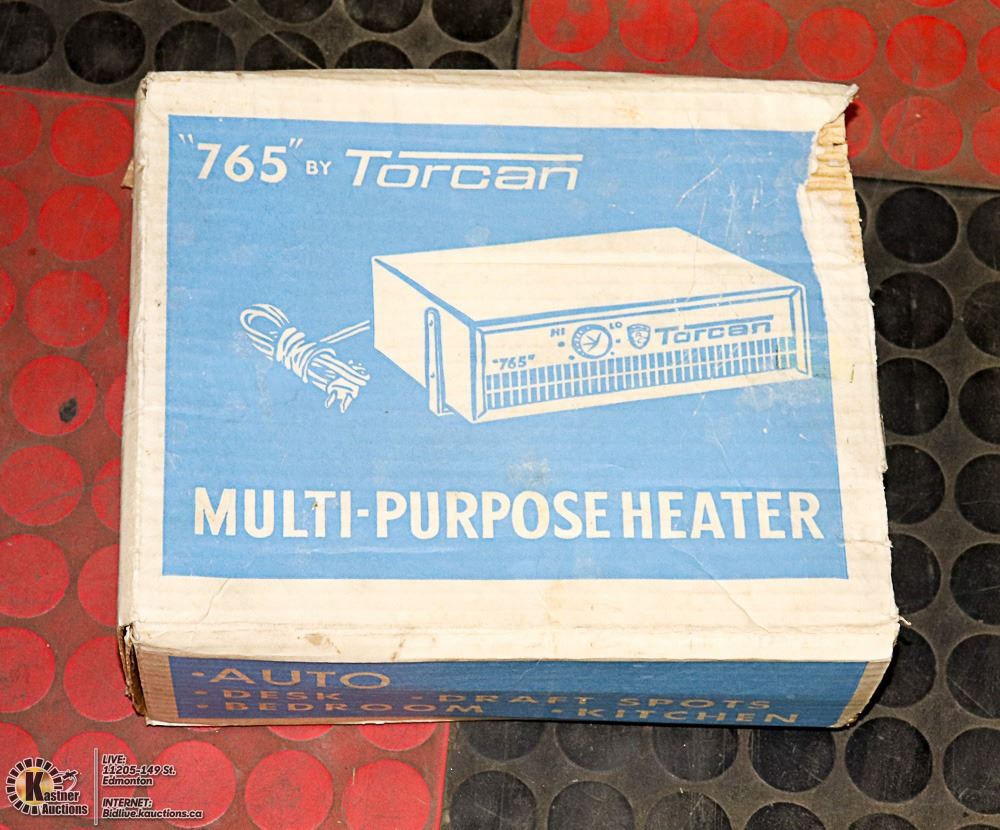 "765" BY Torcan
HI LO
"765" Torcan
MULTI-PURPOSE HEATER
• AUTO
• DESK • DRAFT SPOTS
• BEDROOM • KITCHEN
Kastner Auctions
LIVE:
11205-149 St.
Edmonton
INTERNET:
Bidlive.kauctions.ca